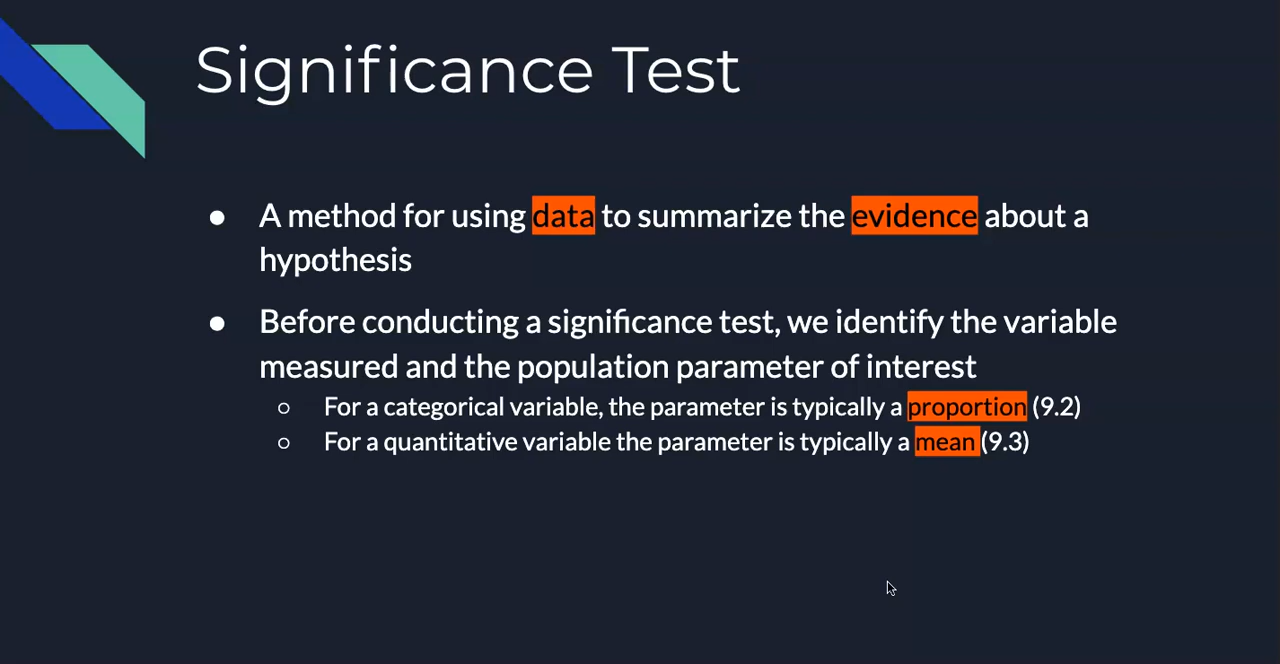 Significance Test
● A method for using data to summarize the evidence about a
hypothesis
● Before conducting a significance test, we identify the variable
measured and the population parameter of interest
○ For a categorical variable, the parameter is typically a proportion (9.2)
○ For a quantitative variable the parameter is typically a mean (9.3)